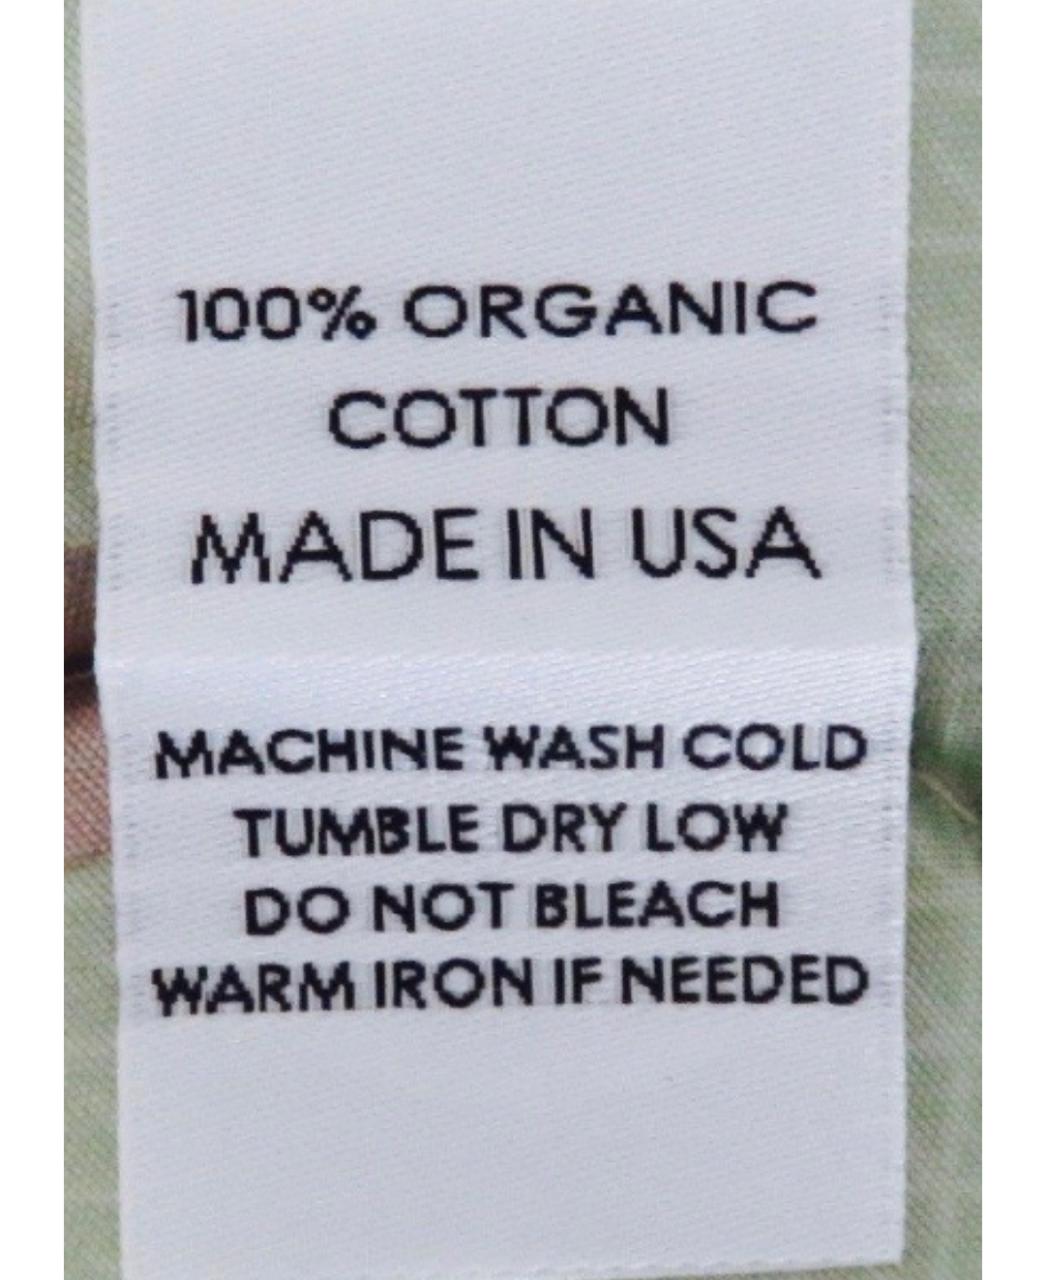 100% ORGANIC
COTTON
MADE IN USA
MACHINE WASH COLD
TUMBLE DRY LOW
DO NOT BLEACH
WARM IRON IF NEEDED